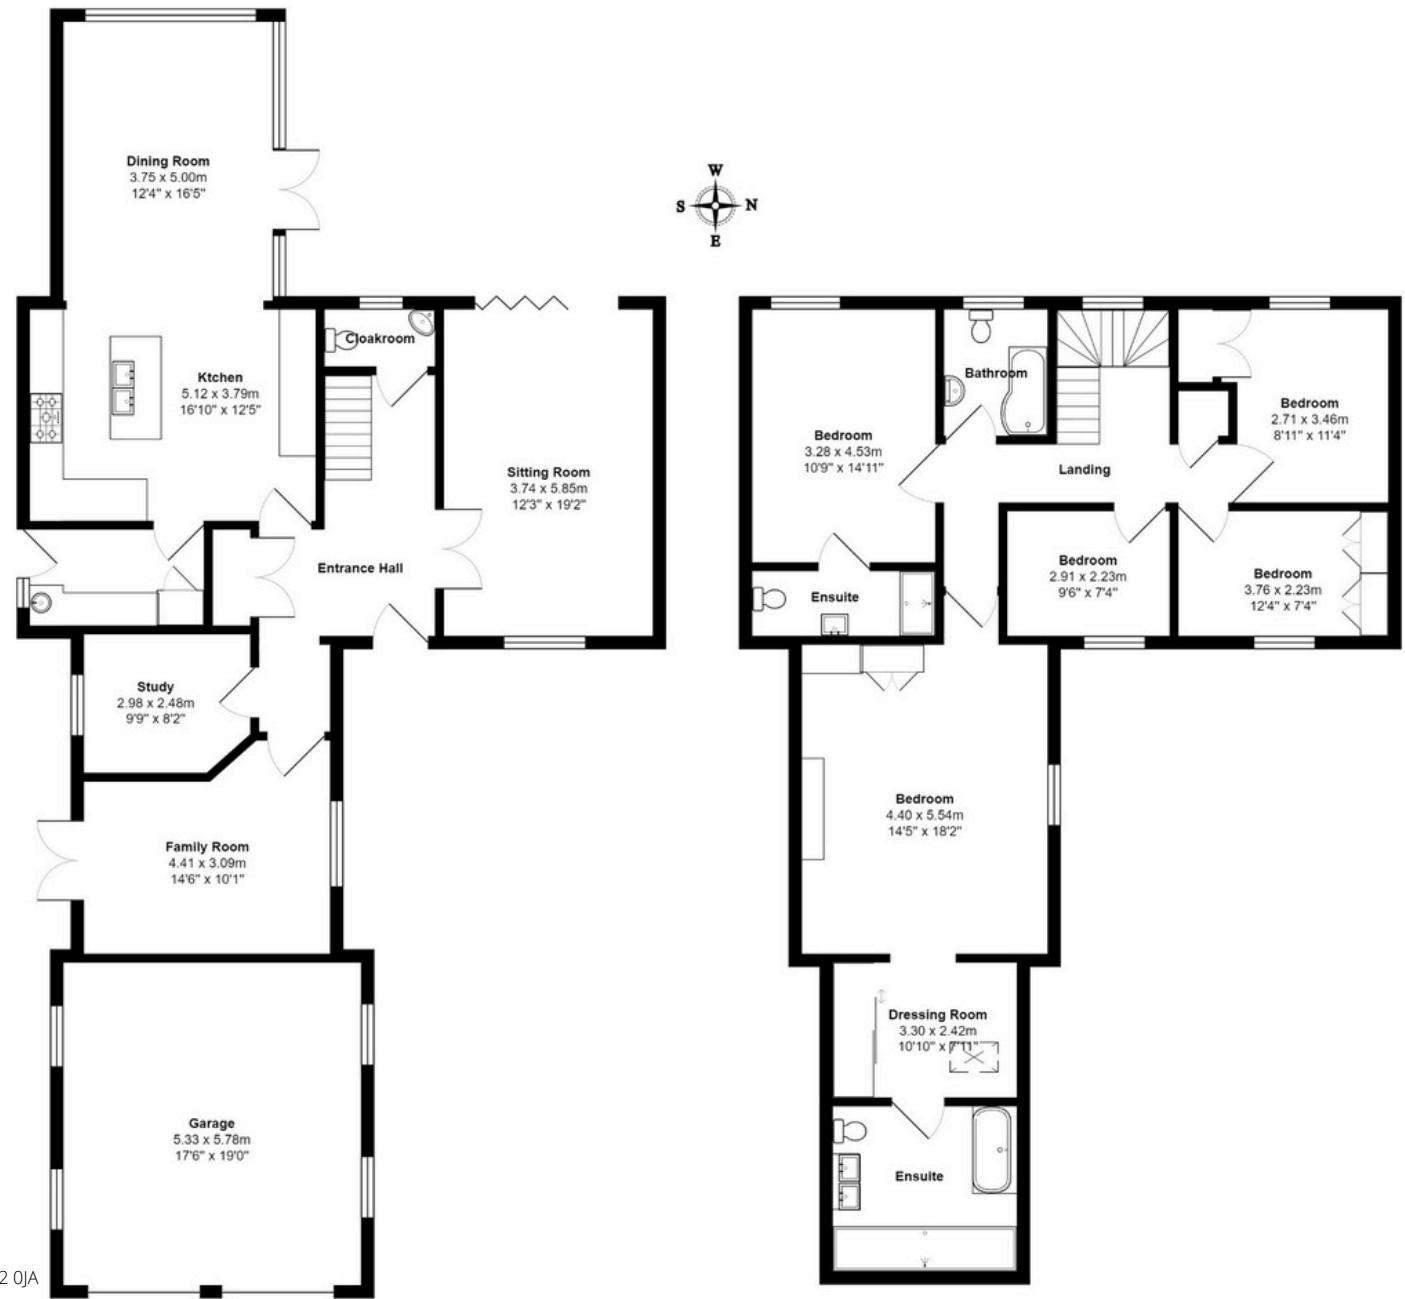 Dining Room
3.75 x 5.00m
12'4" x 16'5"
W
S
N
E
Cloakroom
Ktchen
5.12 x 3.79m
16'10" x 12'5"
Sitting Room
3.74 x 5.85m
12'3" x 19'2"
Entrance Hall
Study
2.98 x 2.48m
9'9" x 8'2"
Family Room
4.41 x 3.09m
14'6" x 10'1"
Garage
5.33 x 5.78m
17'6" x 19'0"
2 0JA
Bathroom
Bedroom
3.28 x 4.53m
10'9" x 14'11"
Bedroom
2.71 x 3.46m
8'11" x 11'4"
Landing
Bedroom
2.91 x 2.23m
9'6" x 7'4"
Bedroom
3.76 x 2.23m
12'4" x 7'4"
Ensuite
Bedroom
4.40 x 5.54m
14'5" x 18'2"
Dressing Room
3.30 x 2.42m
10'10" x 7'11"
Ensuite